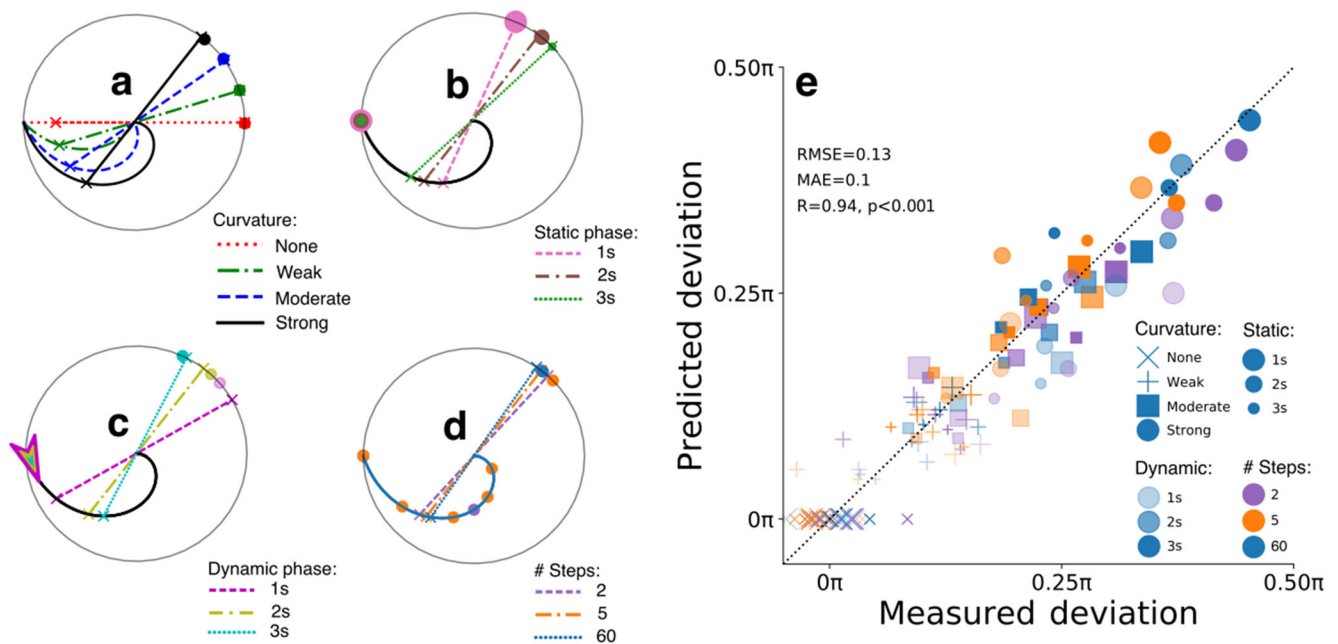 a
Curvature:
None
Weak
Moderate
Strong
b
Static phase:
1s
2s
3s
c
Dynamic phase:
1s
2s
3s
d
# Steps:
2
5
60
e
0.50π
0.25π
0π
Predicted deviation
RMSE=0.13
MAE=0.1
R=0.94, p<0.001
Curvature:
None
Weak
Moderate
Strong
Static:
1s
2s
3s
Dynamic:
1s
2s
3s
# Steps:
2
5
60
0π
0.25π
0.50π
Measured deviation